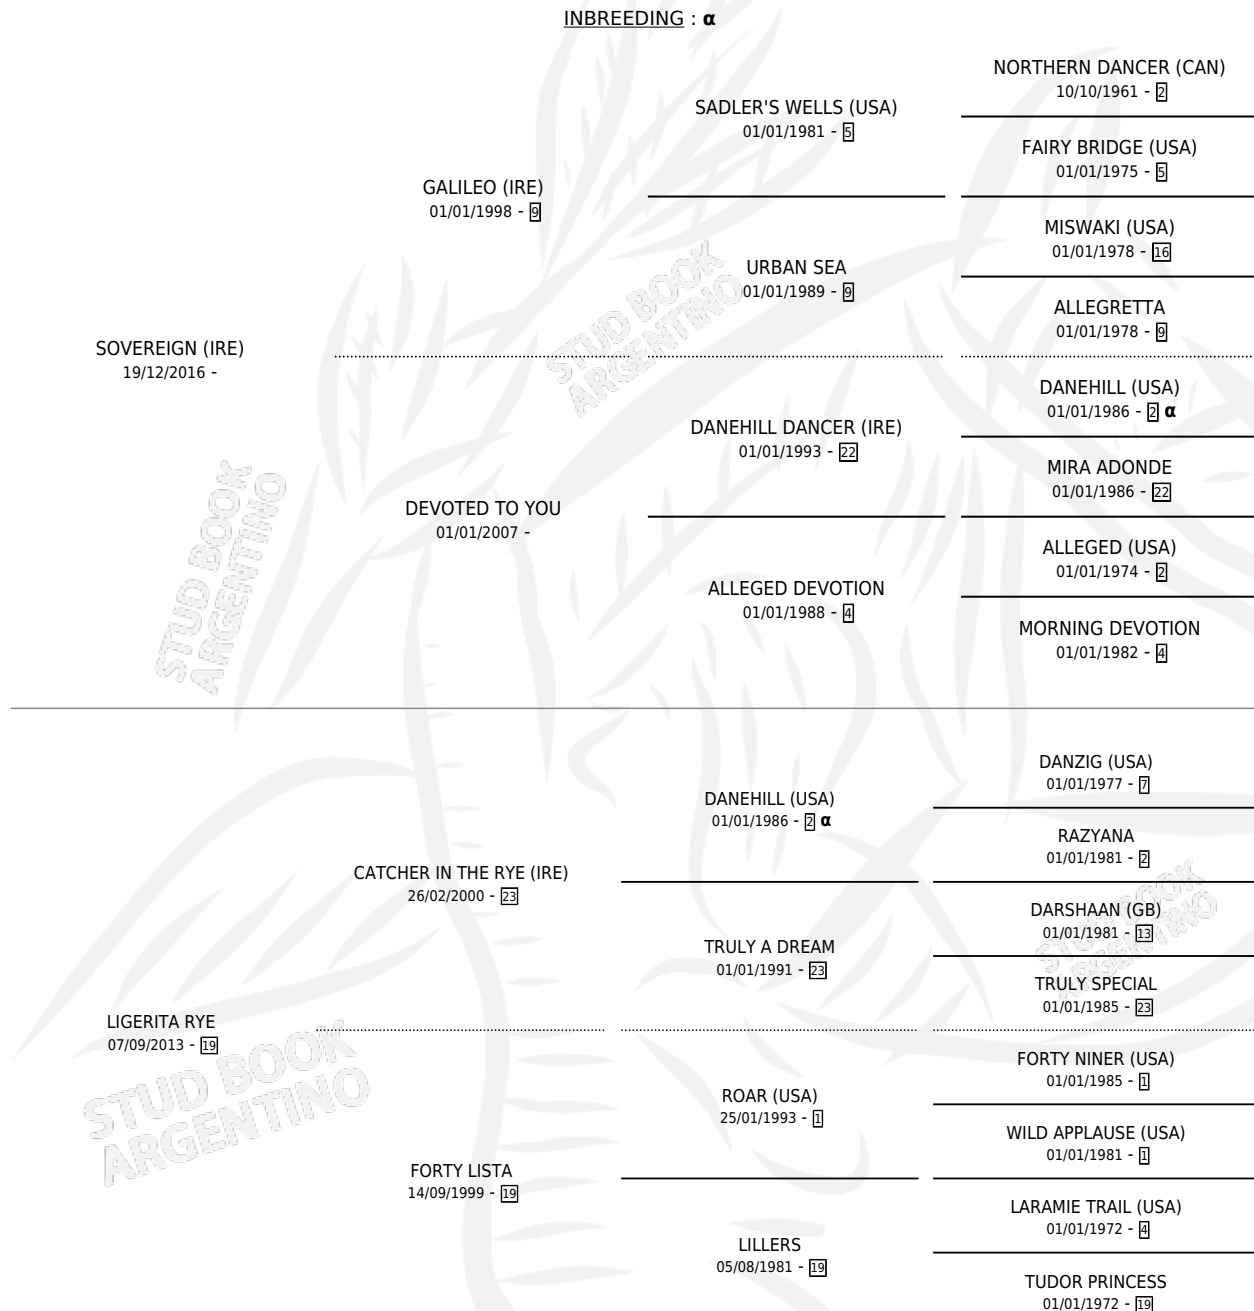 INBREEDING : α
NORTHERN DANCER (CAN)
10/10/1961 - 2
SADLER'S WELLS (USA)
01/01/1981 - 5
FAIRY BRIDGE (USA)
01/01/1975 - 5
GALILEO (IRE)
01/01/1998 - 9
MISWAKI (USA)
01/01/1978 - 16
URBAN SEA
01/01/1989 - 9
ALLEGRETTA
01/01/1978 - 9
SOVEREIGN (IRE)
19/12/2016 -
DANEHILL (USA)
01/01/1986 - 2 α
DANEHILL DANCER (IRE)
01/01/1993 - 22
MIRA ADONDE
01/01/1986 - 22
DEVOTED TO YOU
01/01/2007 -
ALLEGED (USA)
01/01/1974 - 2
ALLEGED DEVOTION
01/01/1988 - 4
MORNING DEVOTION
01/01/1982 - 4
DANZIG (USA)
01/01/1977 - 7
DANEHILL (USA)
01/01/1986 - 2 α
RAZYANA
01/01/1981 - 2
CATCHER IN THE RYE (IRE)
26/02/2000 - 23
DARSHAAN (GB)
01/01/1981 - 13
TRULY A DREAM
01/01/1991 - 23
TRULY SPECIAL
01/01/1985 - 23
LIGERITA RYE
07/09/2013 - 19
FORTY NINER (USA)
01/01/1985 - 1
ROAR (USA)
25/01/1993 - 1
WILD APPLAUSE (USA)
01/01/1981 - 1
FORTY LISTA
14/09/1999 - 19
LARAMIE TRAIL (USA)
01/01/1972 - 4
LILLERS
05/08/1981 - 19
TUDOR PRINCESS
01/01/1972 - 19
STUD BOOK
ARGENTINO
STUD BOOK
ARGENTINO
STUD BOOK
ARGENTINO
STUD BOOK
ARGENTINO